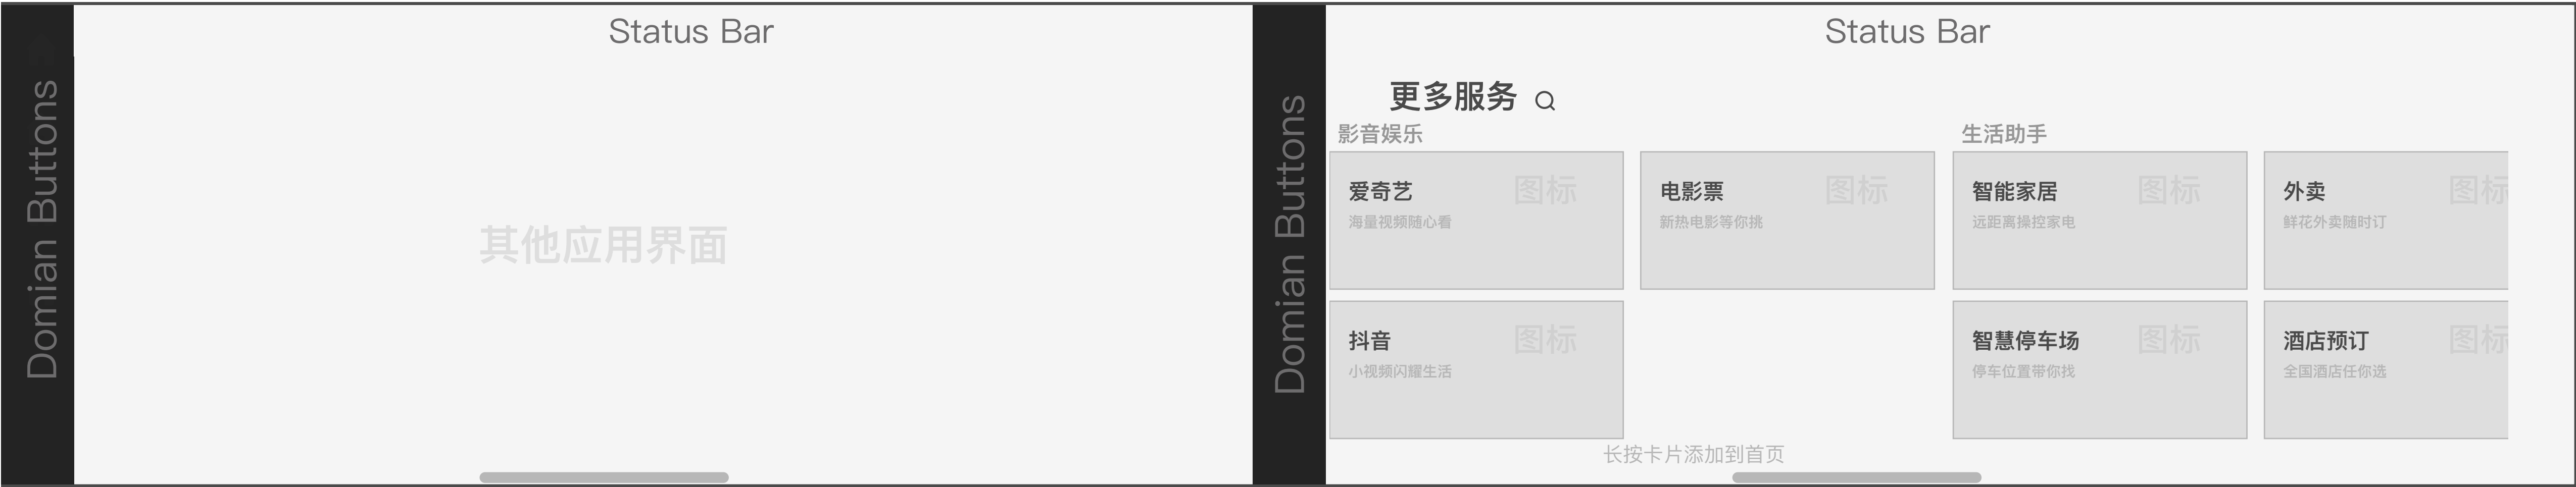 Status Bar
Domian Buttons
其他应用界面
Status Bar
Domian Buttons
更多服务
影音娱乐
生活助手
爱奇艺
图标
海量视频随心看
电影票
图标
新热电影等你挑
智能家居
图标
远距离操控家电
外卖
图标
鲜花外卖随时订
抖音
图标
小视频闪耀生活
智慧停车场
图标
停车位置带你找
酒店预订
图标
全国酒店任你选
长按卡片添加到首页